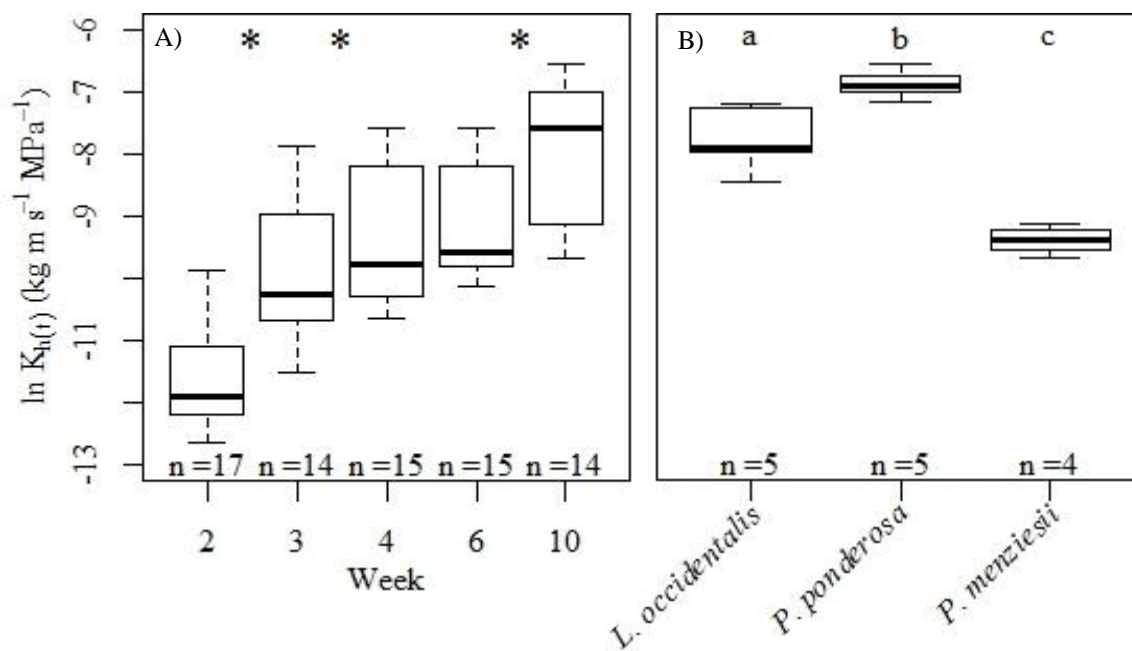 A)
* * *
ln K_h(t) (kg m s⁻¹ MPa⁻¹)
-6
-7
-8
-9
-11
-13
n =17 n =14 n =15 n =15 n =14
2 3 4 6 10
Week
B)
a b c
n =5 n =5 n =4
L. occidentalis
P. ponderosa
P. menziesii